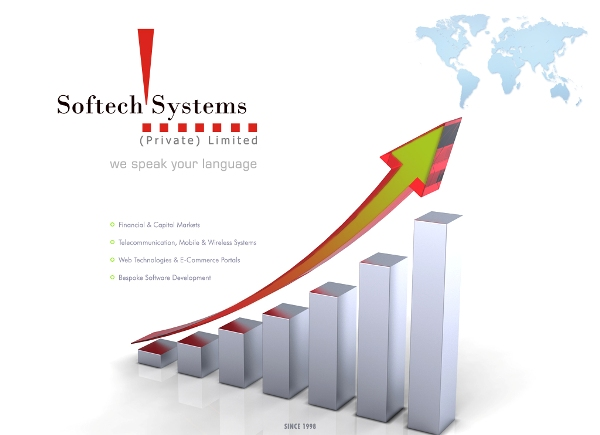 Softech Systems
(Private) Limited
we speak your language
Financial & Capital Markets
Telecommunication, Mobile & Wireless Systems
Web Technologies & E-Commerce Portals
Bespoke Software Development
SINCE 1998